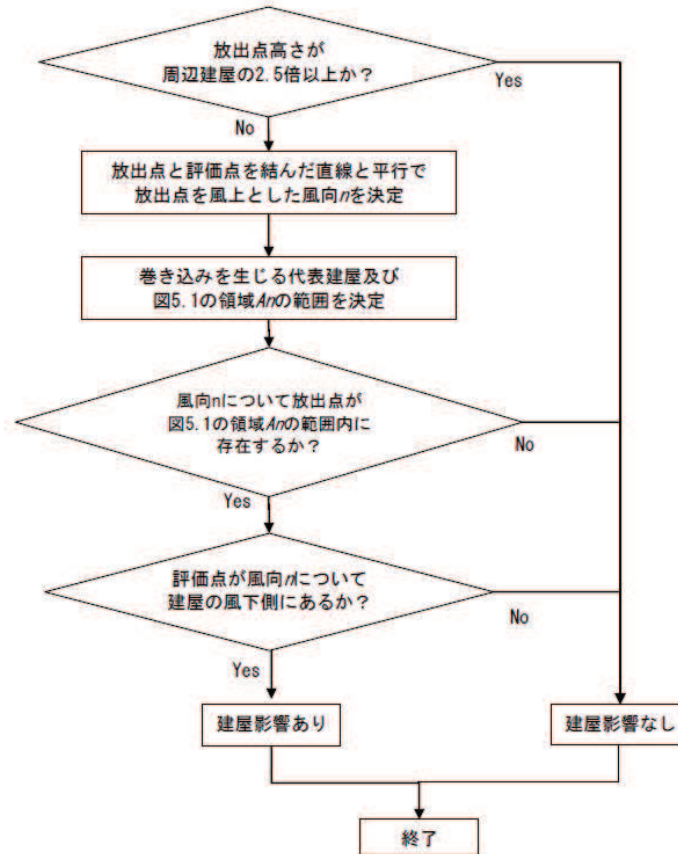 放出点高さが
周辺建屋の2.5倍以上か？
Yes
No
放出点と評価点を結んだ直線と平行で
放出点を風上とした風向nを決定
巻き込みを生じる代表建屋及び
図5.1の領域Anの範囲を決定
風向nについて放出点が
図5.1の領域Anの範囲内に
存在するか？
No
Yes
評価点が風向nについて
建屋の風下側にあるか？
No
Yes
建屋影響あり
建屋影響なし
終了